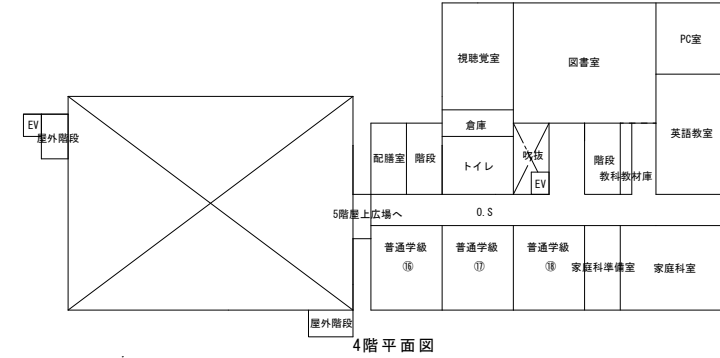 視聴覚室
図書室
PC室
倉庫
英語教室
EV
屋外階段
配膳室
階段
トイレ
吹抜
EV
階段
教科教材庫
5階屋上広場へ
O.S
普通学級
⑯
普通学級
⑰
普通学級
⑱
家庭科準備室
家庭科室
屋外階段
4階平面図